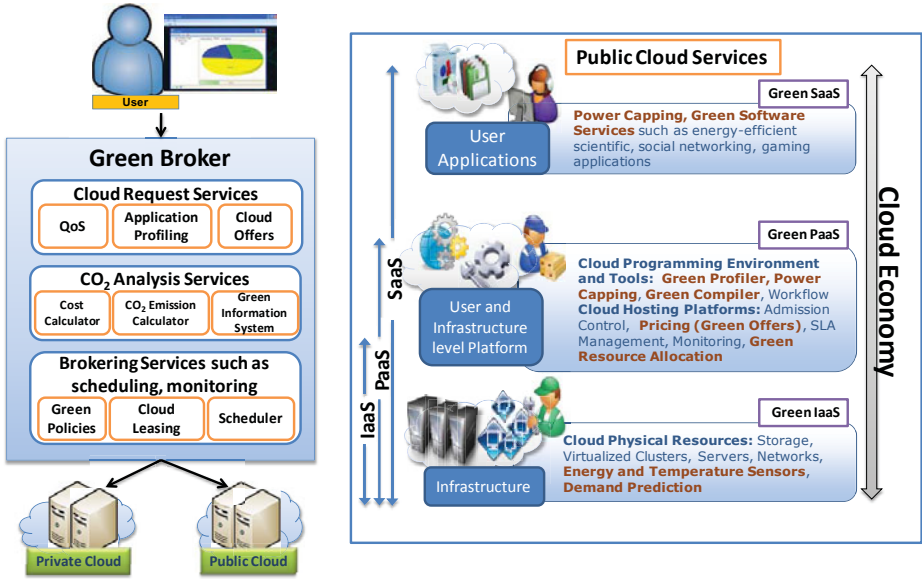 User
Green Broker
Cloud Request Services
QoS
Application
Profiling
Cloud
Offers
CO2 Analysis Services
Cost
Calculator
CO2 Emission
Calculator
Green
Information
System
Brokering Services such as
scheduling, monitoring
Green
Policies
Cloud
Leasing
Scheduler
Private Cloud
Public Cloud
Public Cloud Services
Green SaaS
User
Applications
Power Capping, Green Software
Services such as energy-efficient
scientific, social networking, gaming
applications
Green PaaS
User and
Infrastructure
level Platform
Cloud Programming Environment
and Tools: Green Profiler, Power
Capping, Green Compiler, Workflow
Cloud Hosting Platforms: Admission
Control, Pricing (Green Offers), SLA
Management, Monitoring, Green
Resource Allocation
Green IaaS
Infrastructure
Cloud Physical Resources: Storage,
Virtualized Clusters, Servers, Networks,
Energy and Temperature Sensors,
Demand Prediction
IaaS
PaaS
SaaS
Cloud Economy